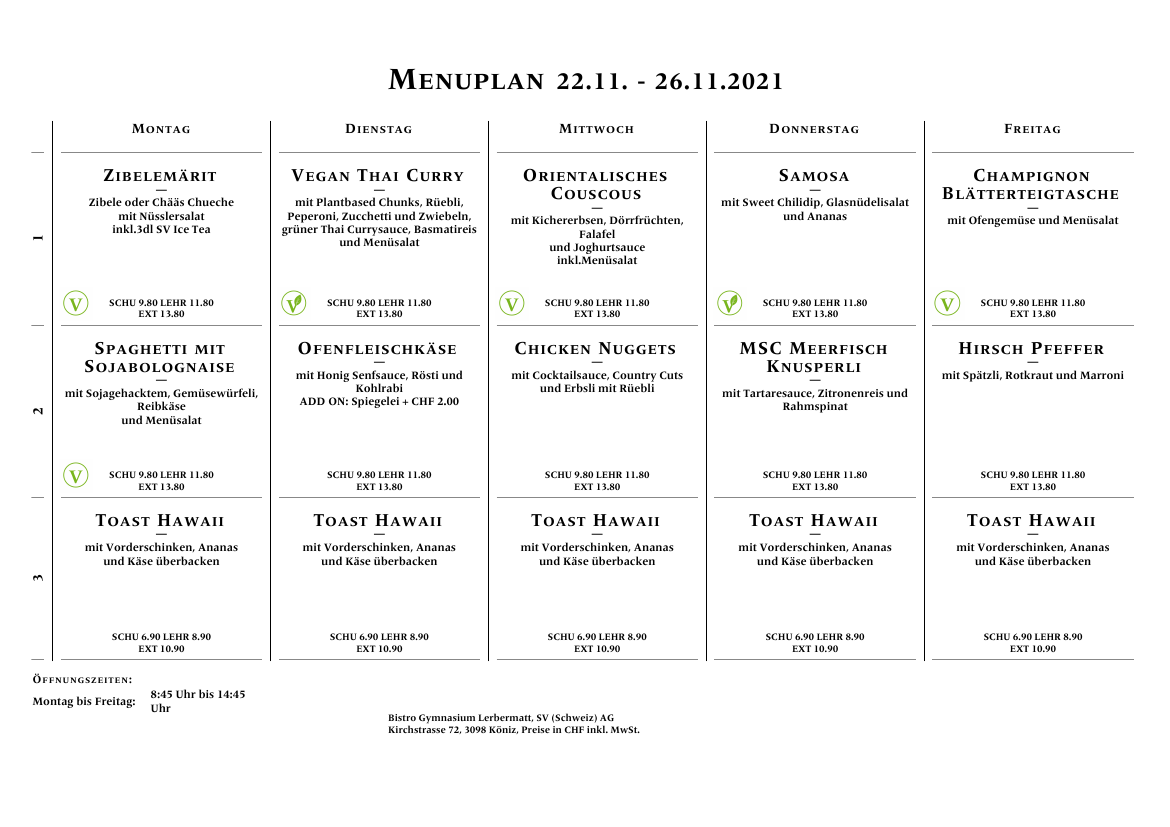 Menuplan 22.11. - 26.11.2021
Montag
Dienstag
Mittwoch
Donnerstag
Freitag
1
Zibelemärit
Zibele oder Chääs Chueche
mit Nüsslersalat
inkl.3dl SV Ice Tea
V
SCHU 9.80 LEHR 11.80
EXT 13.80
Vegan Thai Curry
mit Plantbased Chunks, Rüebli,
Peperoni, Zucchetti und Zwiebeln,
grüner Thai Currysauce, Basmatireis
und Menüsalat
V
SCHU 9.80 LEHR 11.80
EXT 13.80
Orientalisches
Couscous
mit Kichererbsen, Dörrfrüchten,
Falafel
und Joghurtsauce
inkl.Menüsalat
V
SCHU 9.80 LEHR 11.80
EXT 13.80
Samosa
mit Sweet Chilidip, Glasnüdelisalat
und Ananas
V
SCHU 9.80 LEHR 11.80
EXT 13.80
Champignon
Blätterteigtasche
mit Ofengemüse und Menüsalat
V
SCHU 9.80 LEHR 11.80
EXT 13.80
2
Spaghetti mit
Sojabolognaise
mit Sojagehacktem, Gemüsewürfeli,
Reibkäse
und Menüsalat
V
SCHU 9.80 LEHR 11.80
EXT 13.80
Ofenfleischkäse
mit Honig Senfsauce, Rösti und
Kohlrabi
ADD ON: Spiegelei + CHF 2.00
SCHU 9.80 LEHR 11.80
EXT 13.80
Chicken Nuggets
mit Cocktailsauce, Country Cuts
und Erbsli mit Rüebli
SCHU 9.80 LEHR 11.80
EXT 13.80
MSC Meerfisch
Knusperli
mit Tartaresauce, Zitronenreis und
Rahmspinat
SCHU 9.80 LEHR 11.80
EXT 13.80
Hirsch Pfeffer
mit Spätzli, Rotkraut und Marroni
SCHU 9.80 LEHR 11.80
EXT 13.80
3
Toast Hawaii
mit Vorderschinken, Ananas
und Käse überbacken
SCHU 6.90 LEHR 8.90
EXT 10.90
Toast Hawaii
mit Vorderschinken, Ananas
und Käse überbacken
SCHU 6.90 LEHR 8.90
EXT 10.90
Toast Hawaii
mit Vorderschinken, Ananas
und Käse überbacken
SCHU 6.90 LEHR 8.90
EXT 10.90
Toast Hawaii
mit Vorderschinken, Ananas
und Käse überbacken
SCHU 6.90 LEHR 8.90
EXT 10.90
Toast Hawaii
mit Vorderschinken, Ananas
und Käse überbacken
SCHU 6.90 LEHR 8.90
EXT 10.90
Öffnungszeiten:
Montag bis Freitag: 8:45 Uhr bis 14:45
Uhr
Bistro Gymnasium Lerbermatt, SV (Schweiz) AG
Kirchstrasse 72, 3098 Köniz, Preise in CHF inkl. MwSt.